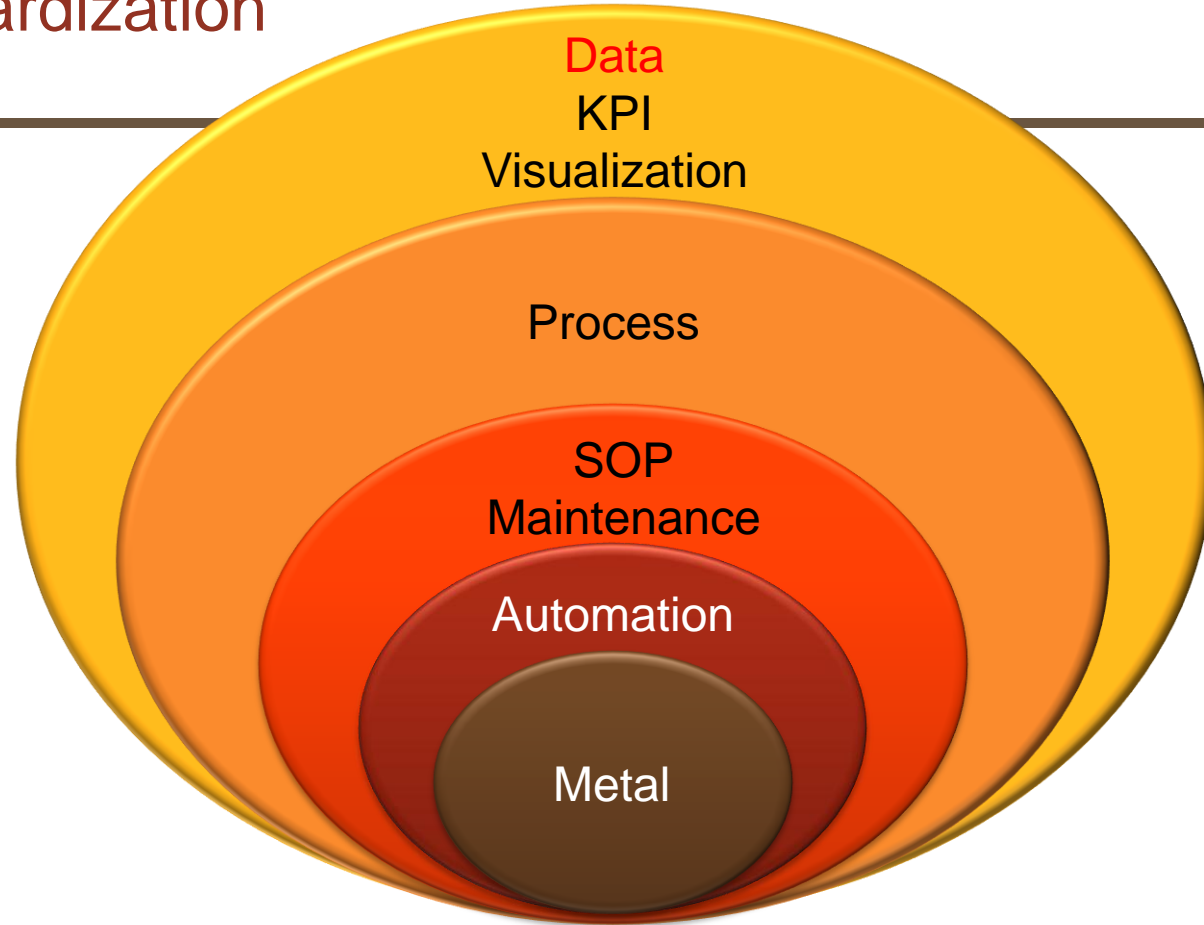 ardization
Data
KPI
Visualization
Process
SOP
Maintenance
Automation
Metal